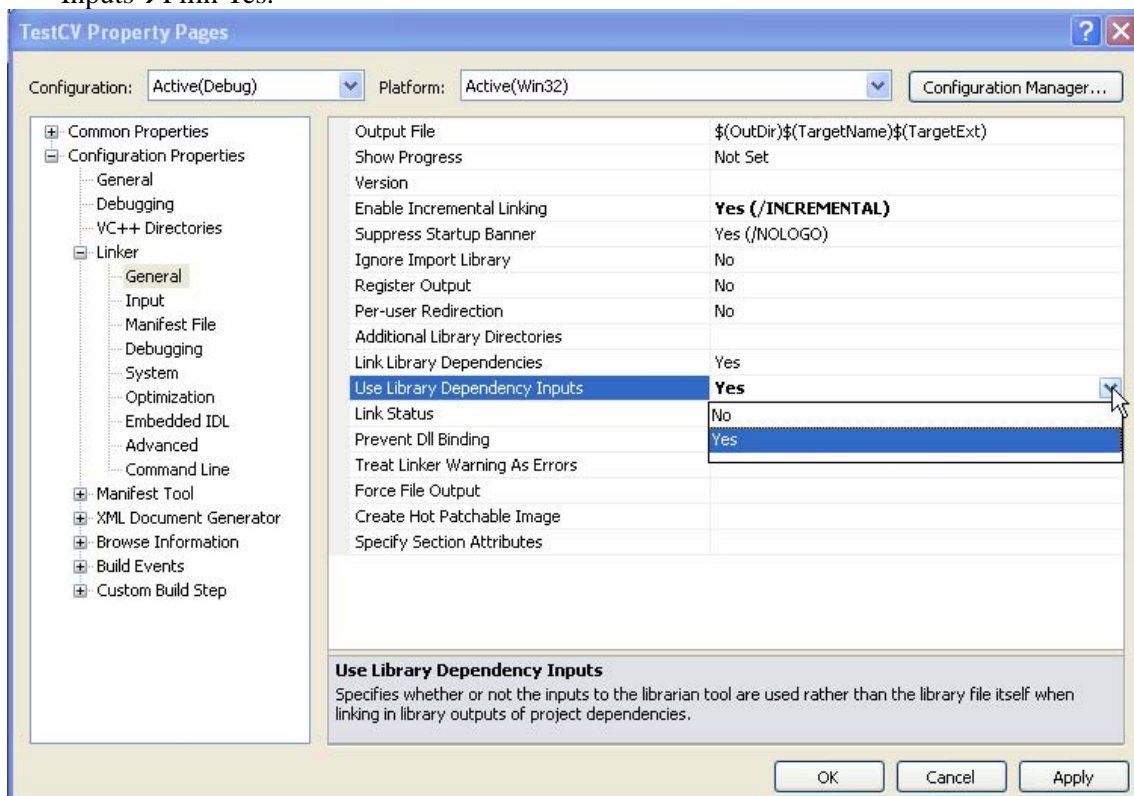 Inputs→Pilih Yes.
TestCV Property Pages
Configuration: Active(Debug) Platform: Active(Win32) Configuration Manager...
Common Properties
Configuration Properties
General
Debugging
VC++ Directories
Linker
General
Input
Manifest File
Debugging
System
Optimization
Embedded IDL
Advanced
Command Line
Manifest Tool
XML Document Generator
Browse Information
Build Events
Custom Build Step
Output File $(OutDir)$(TargetName)$(TargetExt)
Show Progress Not Set
Version
Enable Incremental Linking Yes (/INCREMENTAL)
Suppress Startup Banner Yes (/NOLOGO)
Ignore Import Library No
Register Output No
Per-user Redirection No
Additional Library Directories
Link Library Dependencies Yes
Use Library Dependency Inputs Yes
Link Status No
Prevent Dll Binding Yes
Treat Linker Warning As Errors
Force File Output
Create Hot Patchable Image
Specify Section Attributes
Use Library Dependency Inputs
Specifies whether or not the inputs to the librarian tool are used rather than the library file itself when
linking in library outputs of project dependencies.
OK Cancel Apply